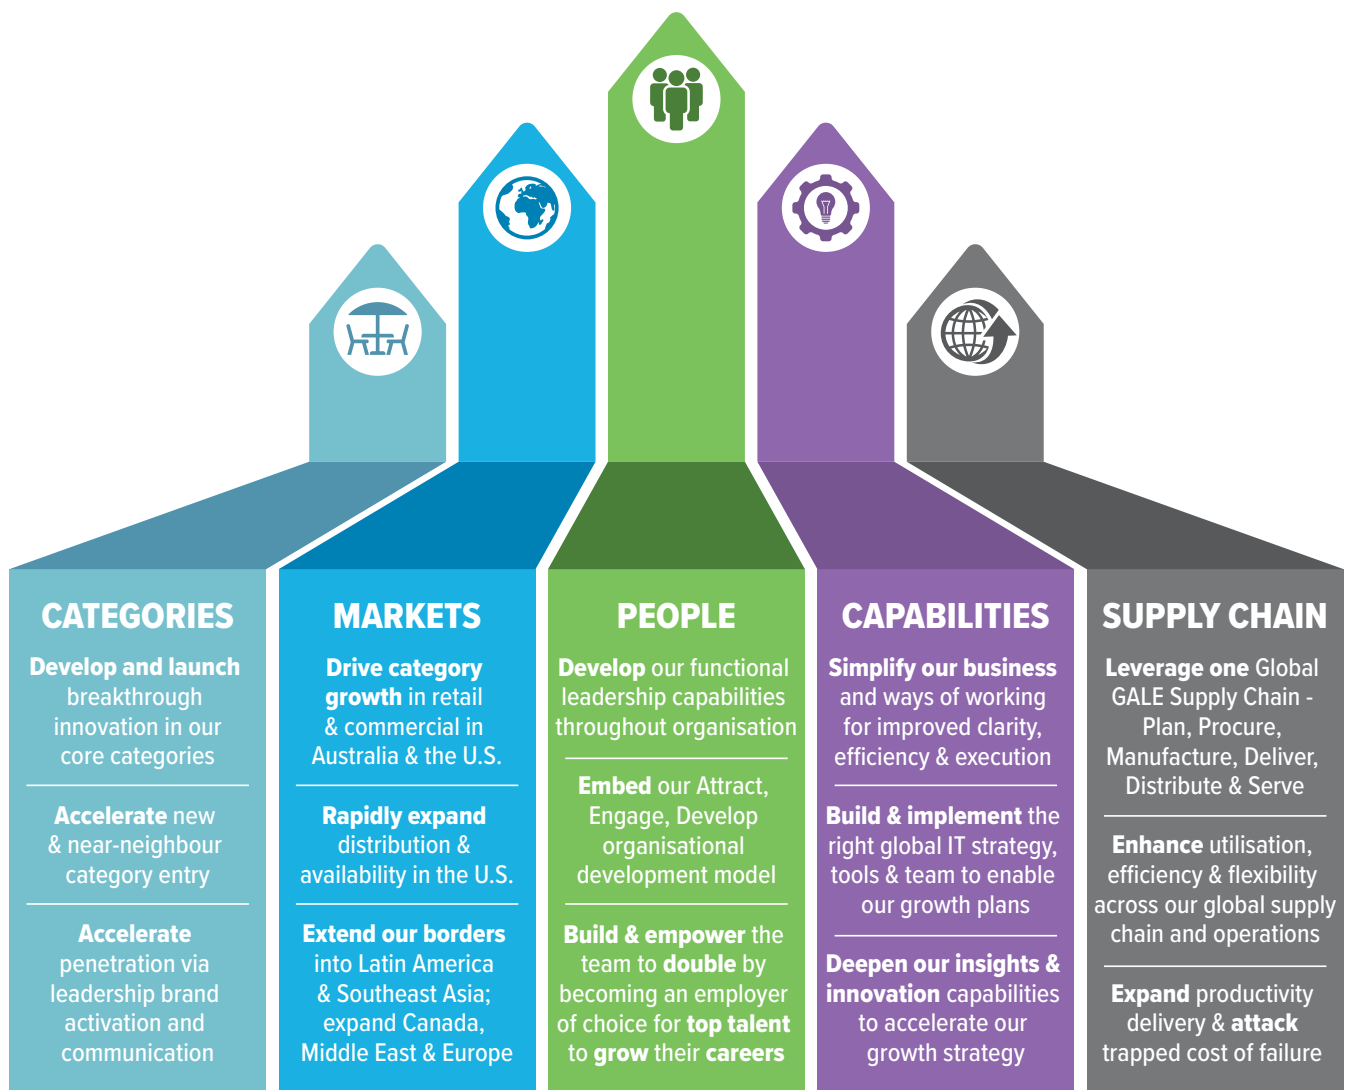 CATEGORIES
Develop and launch
breakthrough
innovation in our
core categories
Accelerate new
& near-neighbour
category entry
Accelerate
penetration via
leadership brand
activation and
communication
MARKETS
Drive category
growth in retail
& commercial in
Australia & the U.S.
Rapidly expand
distribution &
availability in the U.S.
Extend our borders
into Latin America
& Southeast Asia;
expand Canada,
Middle East & Europe
PEOPLE
Develop our functional
leadership capabilities
throughout organisation
Embed our Attract,
Engage, Develop
organisational
development model
Build & empower the
team to double by
becoming an employer
of choice for top talent
to grow their careers
CAPABILITIES
Simplify our business
and ways of working
for improved clarity,
efficiency & execution
Build & implement the
right global IT strategy,
tools & team to enable
our growth plans
Deepen our insights &
innovation capabilities
to accelerate our
growth strategy
SUPPLY CHAIN
Leverage one Global
GALE Supply Chain -
Plan, Procure,
Manufacture, Deliver,
Distribute & Serve
Enhance utilisation,
efficiency & flexibility
across our global supply
chain and operations
Expand productivity
delivery & attack
trapped cost of failure